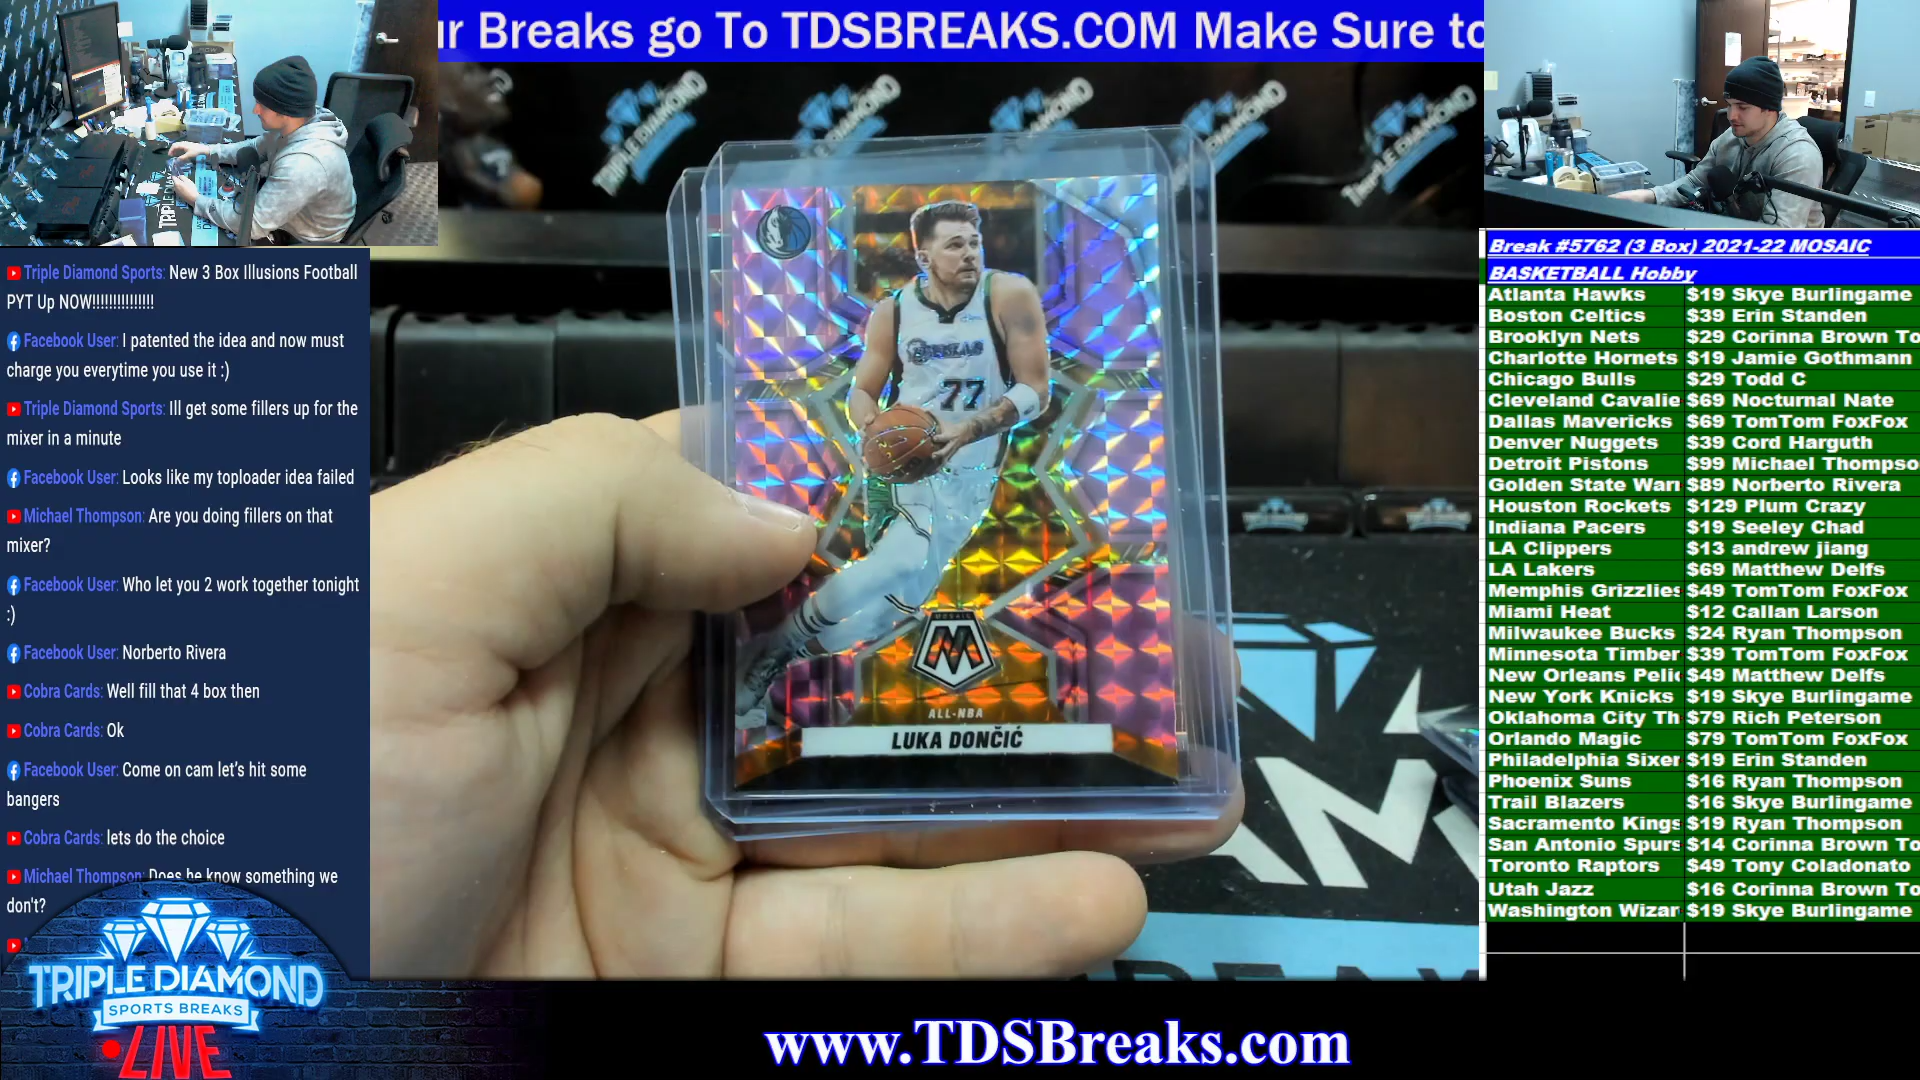 ır Breaks go To TDSBREAKS.COM Make Sure to
TRIPLE DIAMOND
TRIPLE DIAMOND
77
MOSAIC
M
ALL-NBA
LUKA DONČIĆ
Triple Diamond Sports: New 3 Box Illusions Football
PYT Up NOW!!!!!!!!!!!!!!!
Facebook User: I patented the idea and now must
charge you everytime you use it :)
Triple Diamond Sports: Ill get some fillers up for the
mixer in a minute
Facebook User: Looks like my toploader idea failed
Michael Thompson: Are you doing fillers on that
mixer?
Facebook User: Who let you 2 work together tonight
:)
Facebook User: Norberto Rivera
Cobra Cards: Well fill that 4 box then
Cobra Cards: Ok
Facebook User: Come on cam let's hit some
bangers
Cobra Cards: lets do the choice
Michael Thompson: Does he know something we
don't?
TRIPLE DIAMOND
SPORTS BREAKS
LIVE
Break #5762 (3 Box) 2021-22 MOSAIC
BASKETBALL Hobby
Atlanta Hawks $19 Skye Burlingame
Boston Celtics $39 Erin Standen
Brooklyn Nets $29 Corinna Brown To
Charlotte Hornets $19 Jamie Gothmann
Chicago Bulls $29 Todd C
Cleveland Cavalie $69 Nocturnal Nate
Dallas Mavericks $69 TomTom FoxFox
Denver Nuggets $39 Cord Harguth
Detroit Pistons $99 Michael Thompso
Golden State Warr $89 Norberto Rivera
Houston Rockets $129 Plum Crazy
Indiana Pacers $19 Seeley Chad
LA Clippers $13 andrew jiang
LA Lakers $69 Matthew Delfs
Memphis Grizzlies $49 TomTom FoxFox
Miami Heat $12 Callan Larson
Milwaukee Bucks $24 Ryan Thompson
Minnesota Timber $39 TomTom FoxFox
New Orleans Pelic $49 Matthew Delfs
New York Knicks $19 Skye Burlingame
Oklahoma City Th $79 Rich Peterson
Orlando Magic $79 TomTom FoxFox
Philadelphia Sixer $19 Erin Standen
Phoenix Suns $16 Ryan Thompson
Trail Blazers $16 Skye Burlingame
Sacramento Kings $19 Ryan Thompson
San Antonio Spurs $14 Corinna Brown To
Toronto Raptors $49 Tony Coladonato
Utah Jazz $16 Corinna Brown To
Washington Wizar $19 Skye Burlingame
www.TDSBreaks.com